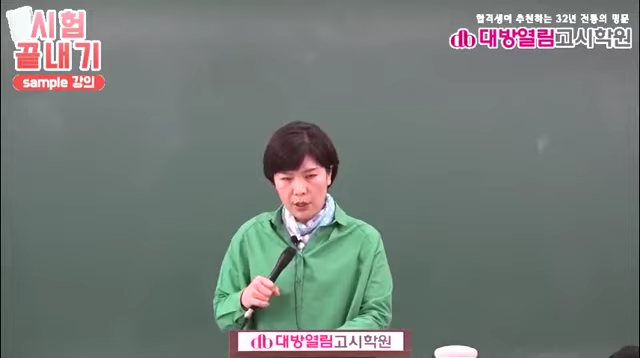 시험
끝내기
sample 강의
합격생이 추천하는 32년 전통의 명문
대방열림고시학원
대방열림고시학원